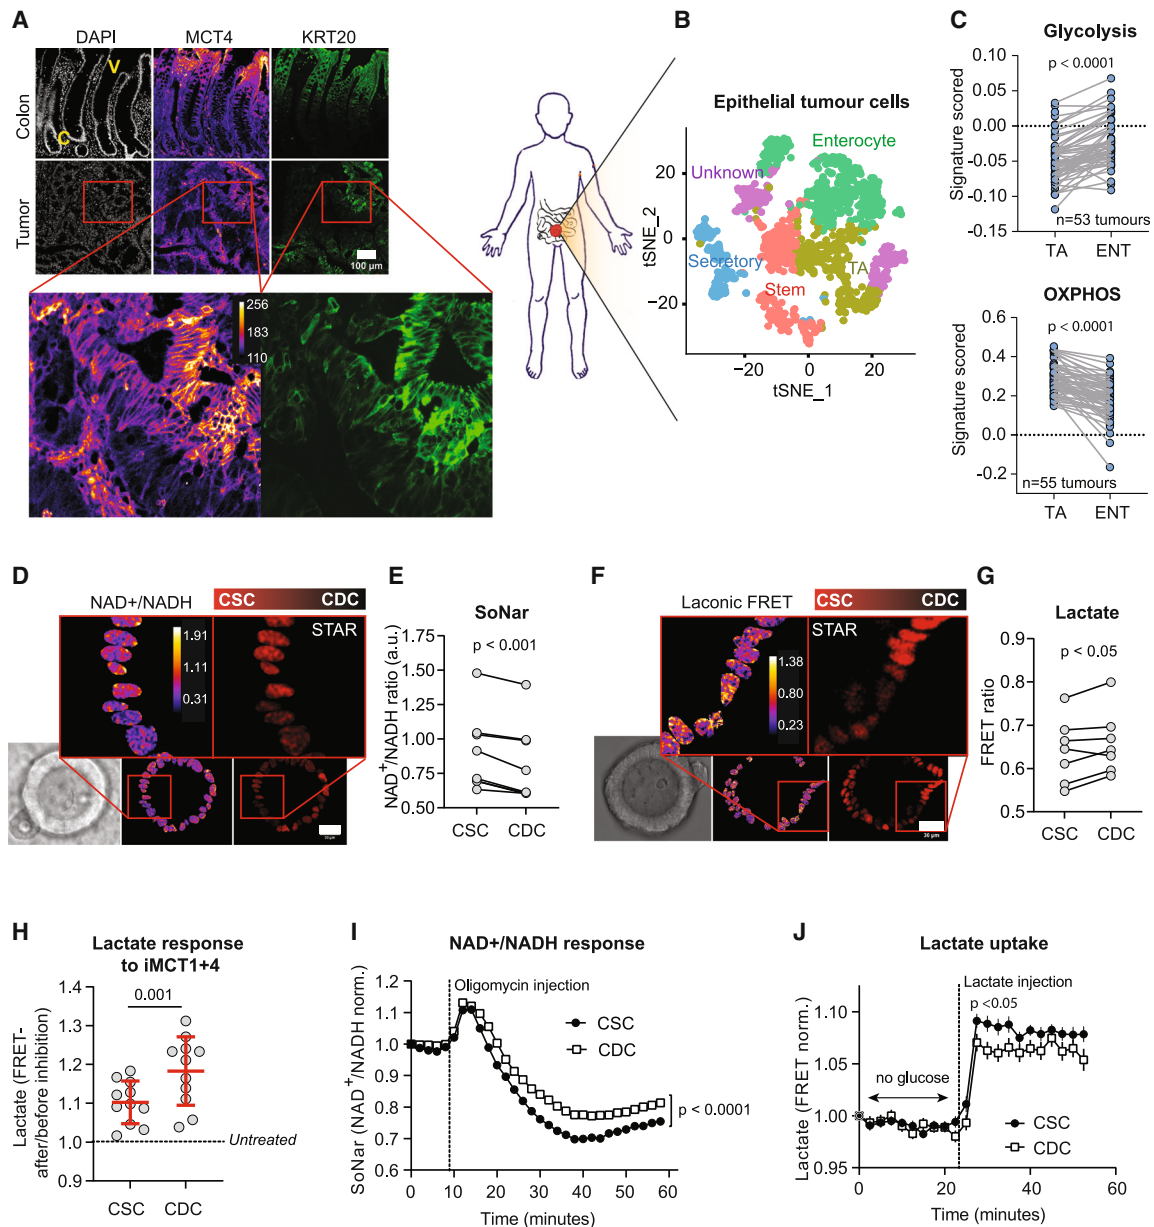 A
DAPI
MCT4
KRT20
Colon
V
C
Tumor
100 µm
256
183
110
B
Epithelial tumour cells
Enterocyte
Unknown
Secretory
TA
Stem
20
0
−20
tSNE_2
−20
0
20
tSNE_1
C
Glycolysis
p < 0.0001
0.10
0.05
0.00
-0.05
-0.10
-0.15
Signature scored
n=53 tumours
TA
ENT
OXPHOS
p < 0.0001
0.6
0.4
0.2
0.0
-0.2
Signature scored
n=55 tumours
TA
ENT
D
NAD+/NADH
CSC
CDC
STAR
1.91
1.11
0.31
E
SoNar
p < 0.001
1.75
1.50
1.25
1.00
0.75
0.50
NAD⁺/NADH ratio (a.u.)
CSC
CDC
F
Laconic FRET
CSC
CDC
STAR
1.38
0.80
0.23
30 µm
G
Lactate
p < 0.05
0.9
0.8
0.7
0.6
0.5
FRET ratio
CSC
CDC
H
Lactate response
to iMCT1+4
0.001
1.4
1.3
1.2
1.1
1.0
0.9
Lactate (FRET-
after/before inhibition)
Untreated
CSC
CDC
I
NAD+/NADH response
Oligomycin injection
1.2
1.1
1.0
0.9
0.8
0.7
0.6
SoNar (NAD⁺/NADH norm.)
CSC
CDC
p < 0.0001
0
10
20
30
40
50
60
Time (minutes)
J
Lactate uptake
Lactate injection
p <0.05
1.10
1.05
1.00
0.95
Lactate (FRET norm.)
no glucose
CSC
CDC
0
20
40
60
Time (minutes)